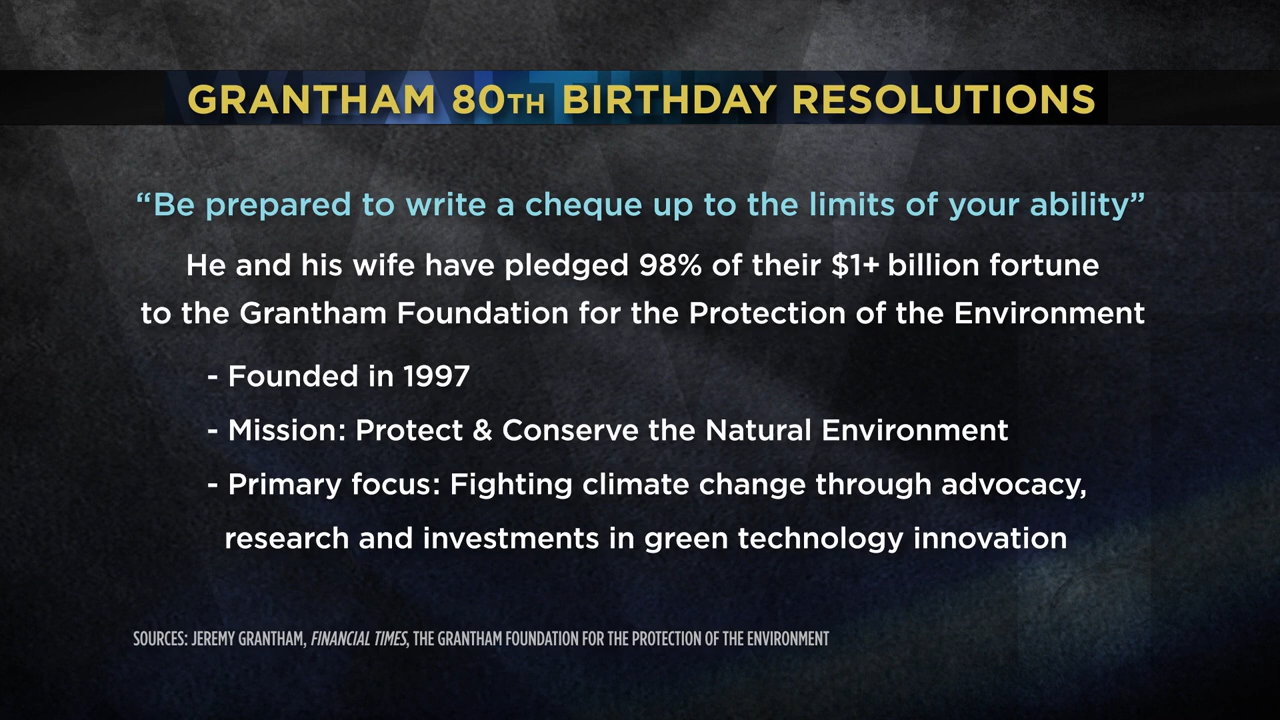 GRANTHAM 80TH BIRTHDAY RESOLUTIONS
“Be prepared to write a cheque up to the limits of your ability”
He and his wife have pledged 98% of their $1+ billion fortune
to the Grantham Foundation for the Protection of the Environment
- Founded in 1997
- Mission: Protect & Conserve the Natural Environment
- Primary focus: Fighting climate change through advocacy,
research and investments in green technology innovation
SOURCES: JEREMY GRANTHAM, FINANCIAL TIMES, THE GRANTHAM FOUNDATION FOR THE PROTECTION OF THE ENVIRONMENT